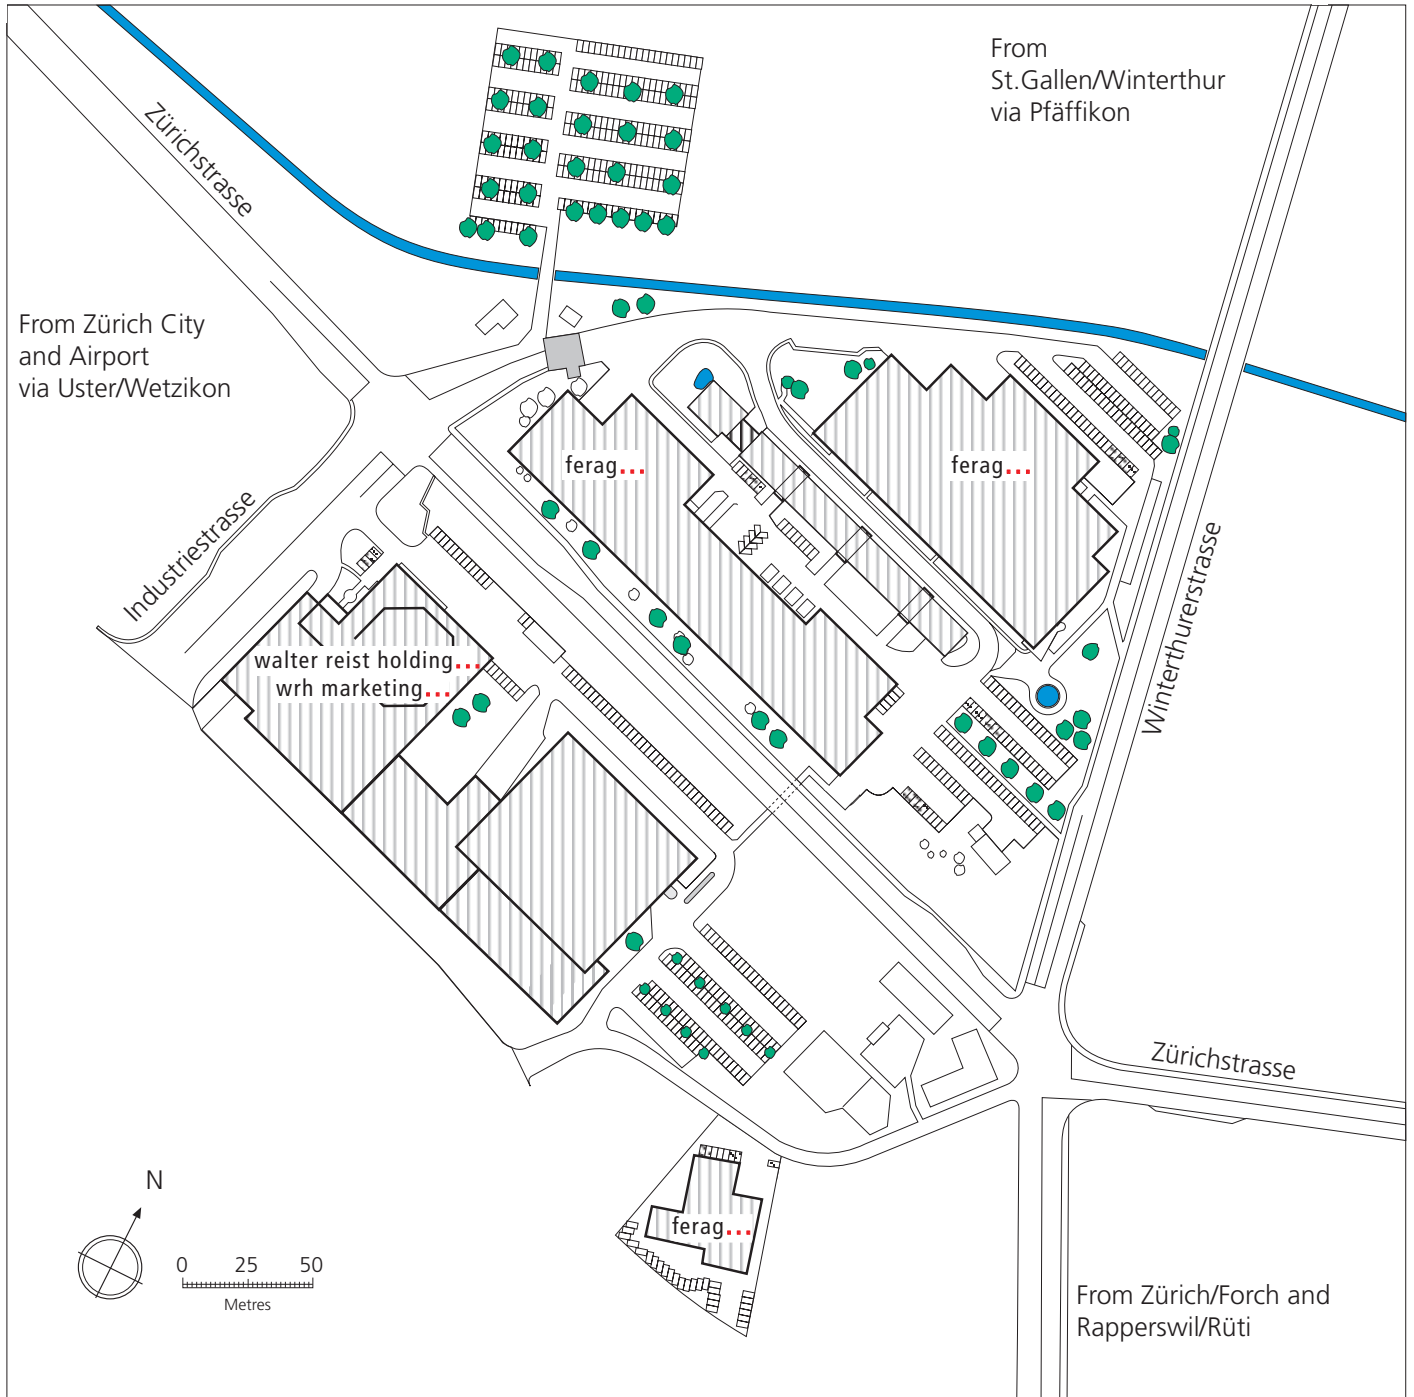 From
St.Gallen/Winterthur
via Pfäffikon
Zürichstrasse
From Zürich City
and Airport
via Uster/Wetzikon
ferag...
ferag...
Industriestrasse
Winterthurerstrasse
walter reist holding...
wrh marketing...
Zürichstrasse
N
ferag...
0 25 50
Metres
From Zürich/Forch and
Rapperswil/Rüti